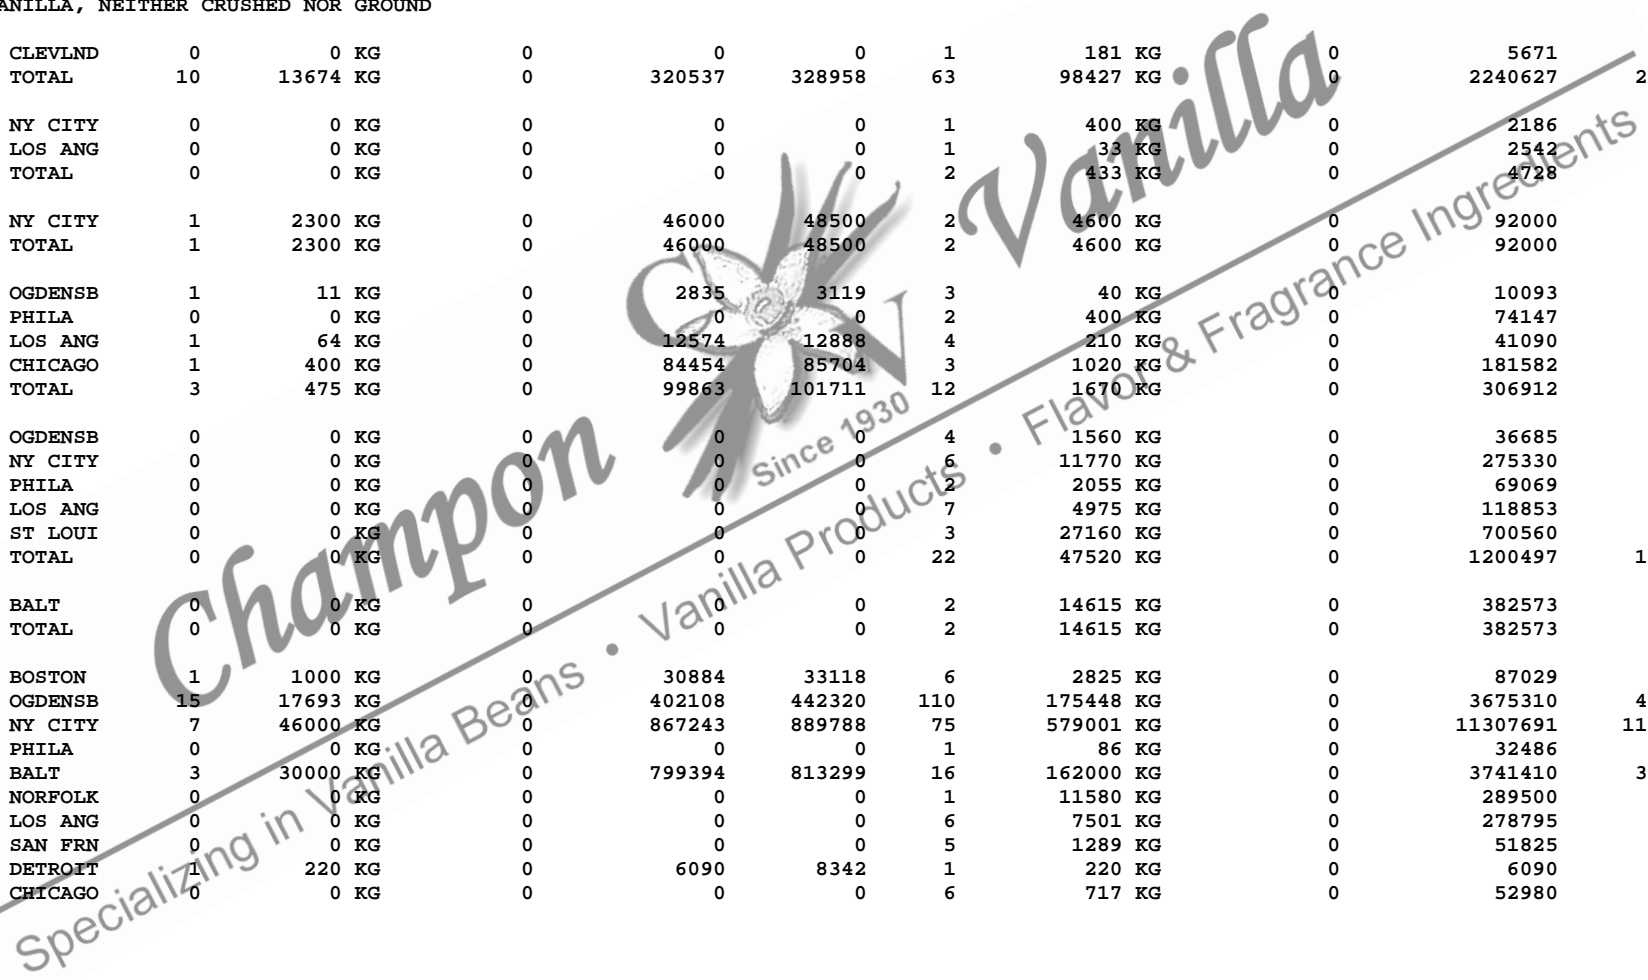 ANILLA, NEITHER CRUSHED NOR GROUND
CLEVLND 0 0 KG 0 0 0 1 181 KG 0 5671
TOTAL 10 13674 KG 0 320537 328958 63 98427 KG 0 2240627 2
NY CITY 0 0 KG 0 0 0 1 400 KG 0 2186
LOS ANG 0 0 KG 0 0 0 1 33 KG 0 2542
TOTAL 0 0 KG 0 0 0 2 433 KG 0 4728
NY CITY 1 2300 KG 0 46000 48500 2 4600 KG 0 92000
TOTAL 1 2300 KG 0 46000 48500 2 4600 KG 0 92000
OGDENSB 1 11 KG 0 2835 3119 3 40 KG 0 10093
PHILA 0 0 KG 0 0 0 2 400 KG 0 74147
LOS ANG 1 64 KG 0 12574 12888 4 210 KG 0 41090
CHICAGO 1 400 KG 0 84454 85704 3 1020 KG 0 181582
TOTAL 3 475 KG 0 99863 101711 12 1670 KG 0 306912
OGDENSB 0 0 KG 0 0 0 4 1560 KG 0 36685
NY CITY 0 0 KG 0 0 0 6 11770 KG 0 275330
PHILA 0 0 KG 0 0 0 2 2055 KG 0 69069
LOS ANG 0 0 KG 0 0 0 7 4975 KG 0 118853
ST LOUI 0 0 KG 0 0 0 3 27160 KG 0 700560
TOTAL 0 0 KG 0 0 0 22 47520 KG 0 1200497 1
BALT 0 0 KG 0 0 0 2 14615 KG 0 382573
TOTAL 0 0 KG 0 0 0 2 14615 KG 0 382573
BOSTON 1 1000 KG 0 30884 33118 6 2825 KG 0 87029
OGDENSB 15 17693 KG 0 402108 442320 110 175448 KG 0 3675310 4
NY CITY 7 46000 KG 0 867243 889788 75 579001 KG 0 11307691 11
PHILA 0 0 KG 0 0 0 1 86 KG 0 32486
BALT 3 30000 KG 0 799394 813299 16 162000 KG 0 3741410 3
NORFOLK 0 0 KG 0 0 0 1 11580 KG 0 289500
LOS ANG 0 0 KG 0 0 0 6 7501 KG 0 278795
SAN FRN 0 0 KG 0 0 0 5 1289 KG 0 51825
DETROIT 1 220 KG 0 6090 8342 1 220 KG 0 6090
CHICAGO 0 0 KG 0 0 0 6 717 KG 0 52980
Champon C V Vanilla
Since 1930
Specializing in Vanilla Beans • Vanilla Products • Flavor & Fragrance Ingredients